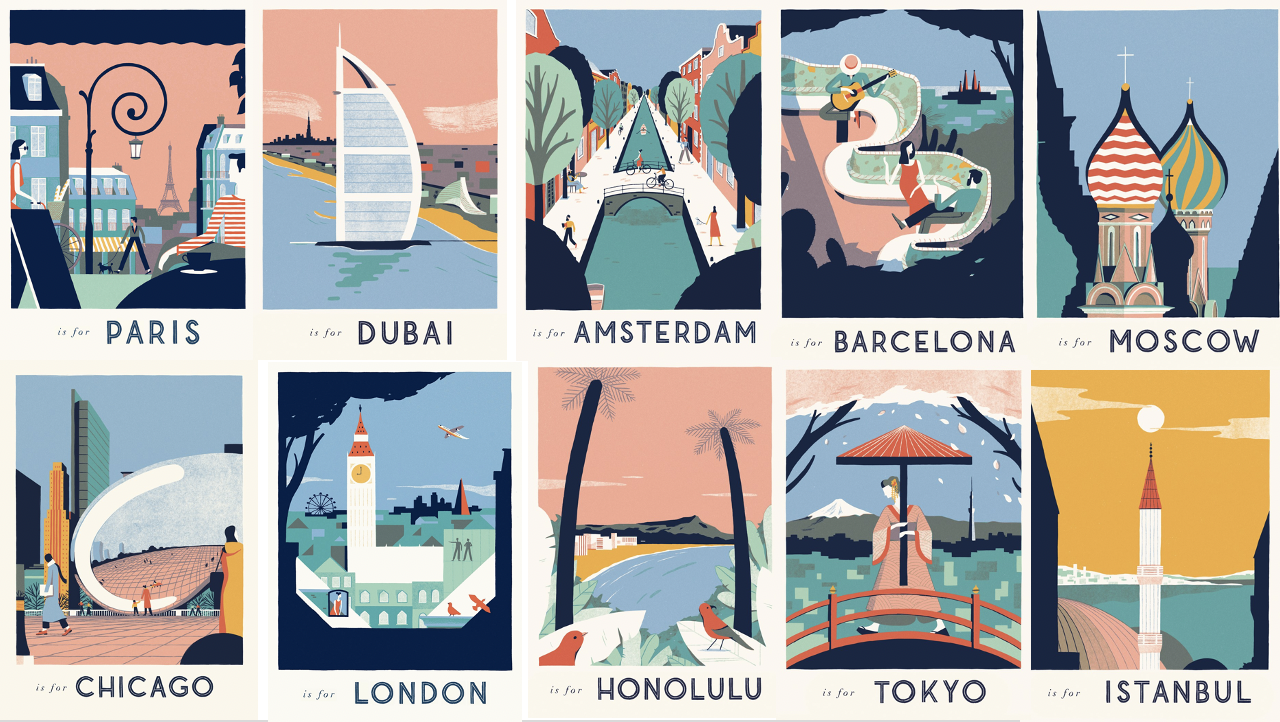 is for PARIS
is for DUBAI
is for AMSTERDAM
is for BARCELONA
is for MOSCOW
is for CHICAGO
is for LONDON
is for HONOLULU
is for TOKYO
is for ISTANBUL